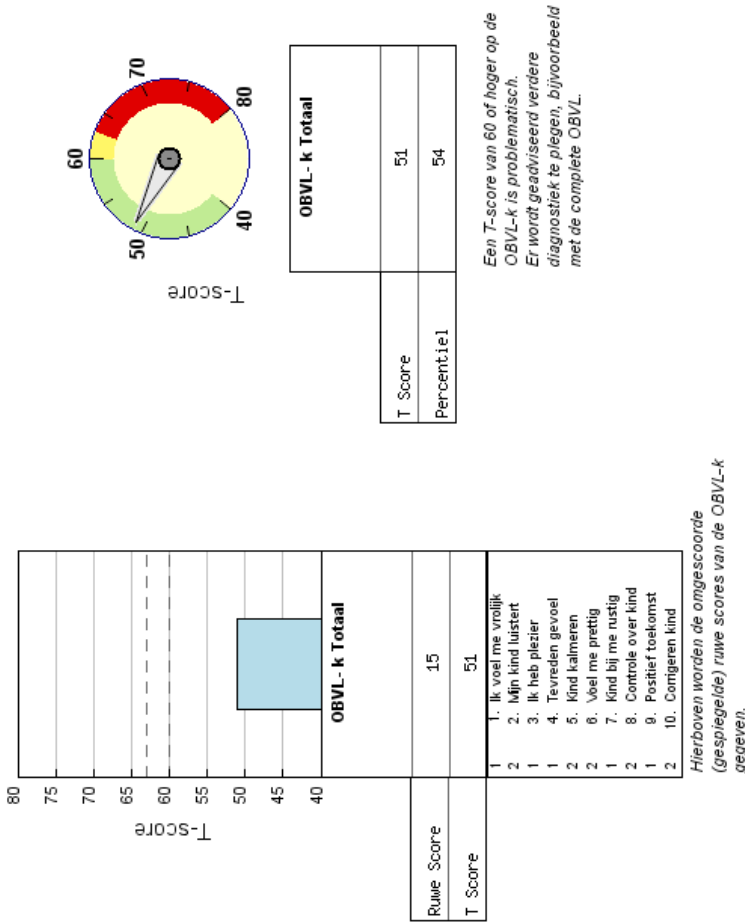 80
75
70
65
60
55
50
45
40
T-score
OBVL- k Totaal
Ruwe Score 15
T Score 51
1 1. Ik voel me vrolijk
2 2. Mijn kind luistert
1 3. Ik heb plezier
1 4. Tevreden gevoel
2 5. Kind kalmeren
2 6. Voel me prettig
1 7. Kind bij me rustig
2 8. Controle over kind
1 9. Positief toekomst
2 10. Corrigeren kind
Hierboven worden de omgescoorde
(gespiegelde) ruwe scores van de OBVL-k
gegeven.
T-score
40
50
60
70
80
OBVL- k Totaal
T Score 51
Percentiel 54
Een T-score van 60 of hoger op de
OBVL-k is problematisch.
Er wordt geadviseerd verdere
diagnostiek te plegen, bijvoorbeeld
met de complete OBVL.